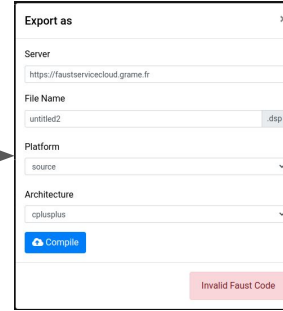 Export as
Server
https://faustservicecloud.grame.fr
File Name
untitled2 .dsp
Platform
source
Architecture
cplusplus
Compile
Invalid Faust Code